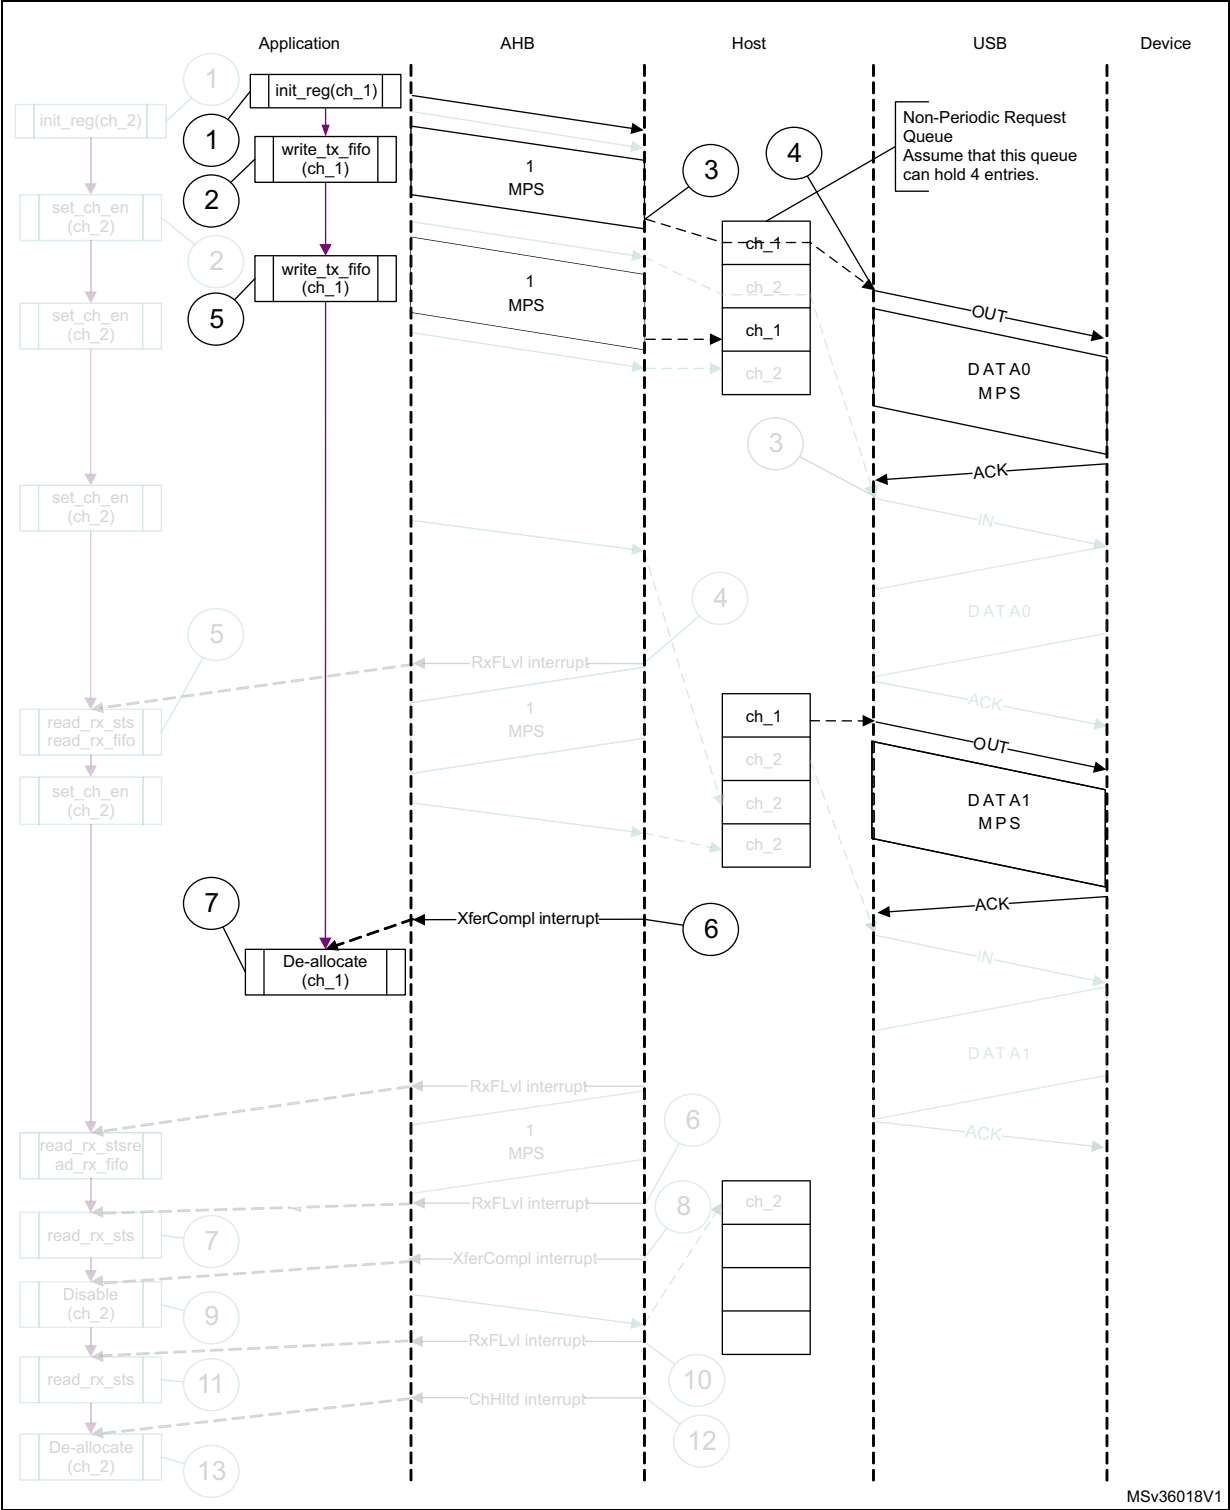 Application
AHB
Host
USB
Device
1
init_reg(ch_1)
init_reg(ch_2)
Non-Periodic Request
Queue
Assume that this queue
can hold 4 entries.
1
write_tx_fifo
(ch_1)
1
MPS
3
4
2
set_ch_en
(ch_2)
2
ch_1
write_tx_fifo
(ch_1)
1
MPS
ch_2
5
set_ch_en
(ch_2)
ch_1
OUT
ch_2
DATA0
MPS
3
ACK
set_ch_en
(ch_2)
IN
4
DATA0
5
RxFLvl interrupt
read_rx_sts
read_rx_fifo
1
MPS
ch_1
ACK
OUT
ch_2
set_ch_en
(ch_2)
ch_2
DATA1
MPS
ch_2
7
XferCompl interrupt
6
ACK
De-allocate
(ch_1)
IN
DATA1
RxFLvl interrupt
6
read_rx_stsre
ad_rx_fifo
1
MPS
ACK
RxFLvl interrupt
8
ch_2
read_rx_sts
7
XferCompl interrupt
Disable
(ch_2)
9
RxFLvl interrupt
read_rx_sts
11
10
ChHltd interrupt
12
De-allocate
(ch_2)
13
MSv36018V1